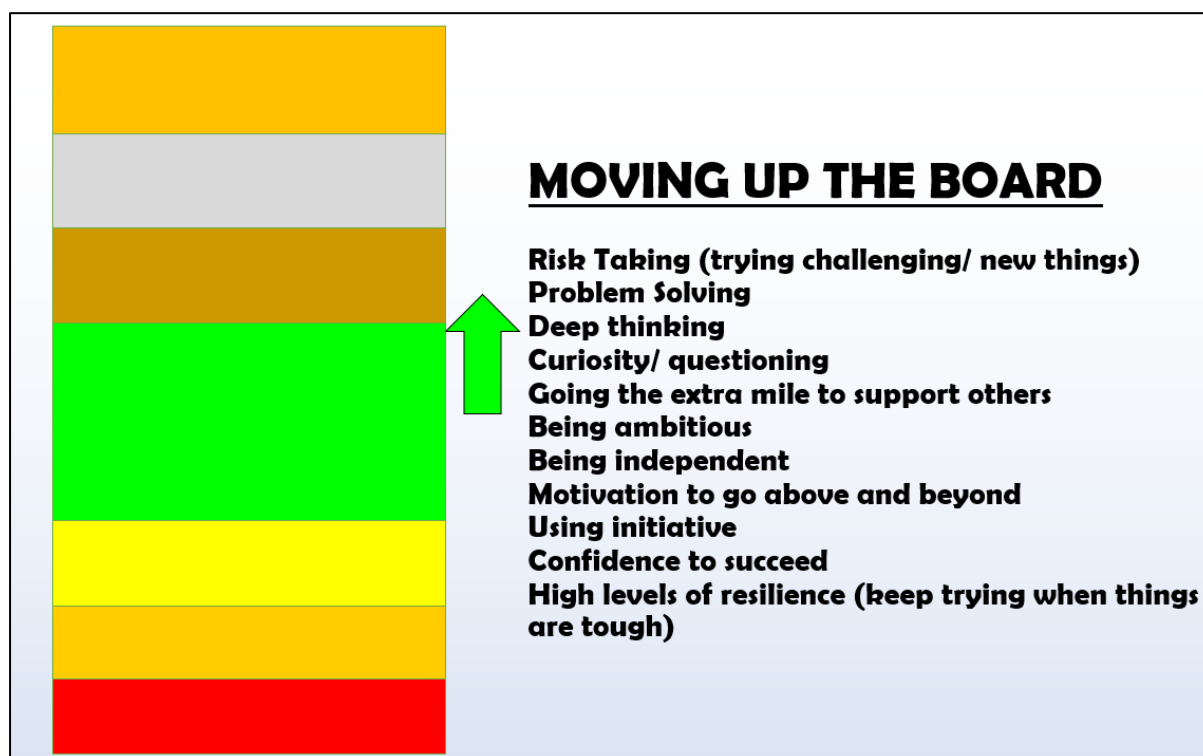 MOVING UP THE BOARD
Risk Taking (trying challenging/ new things)
Problem Solving
Deep thinking
Curiosity/ questioning
Going the extra mile to support others
Being ambitious
Being independent
Motivation to go above and beyond
Using initiative
Confidence to succeed
High levels of resilience (keep trying when things
are tough)